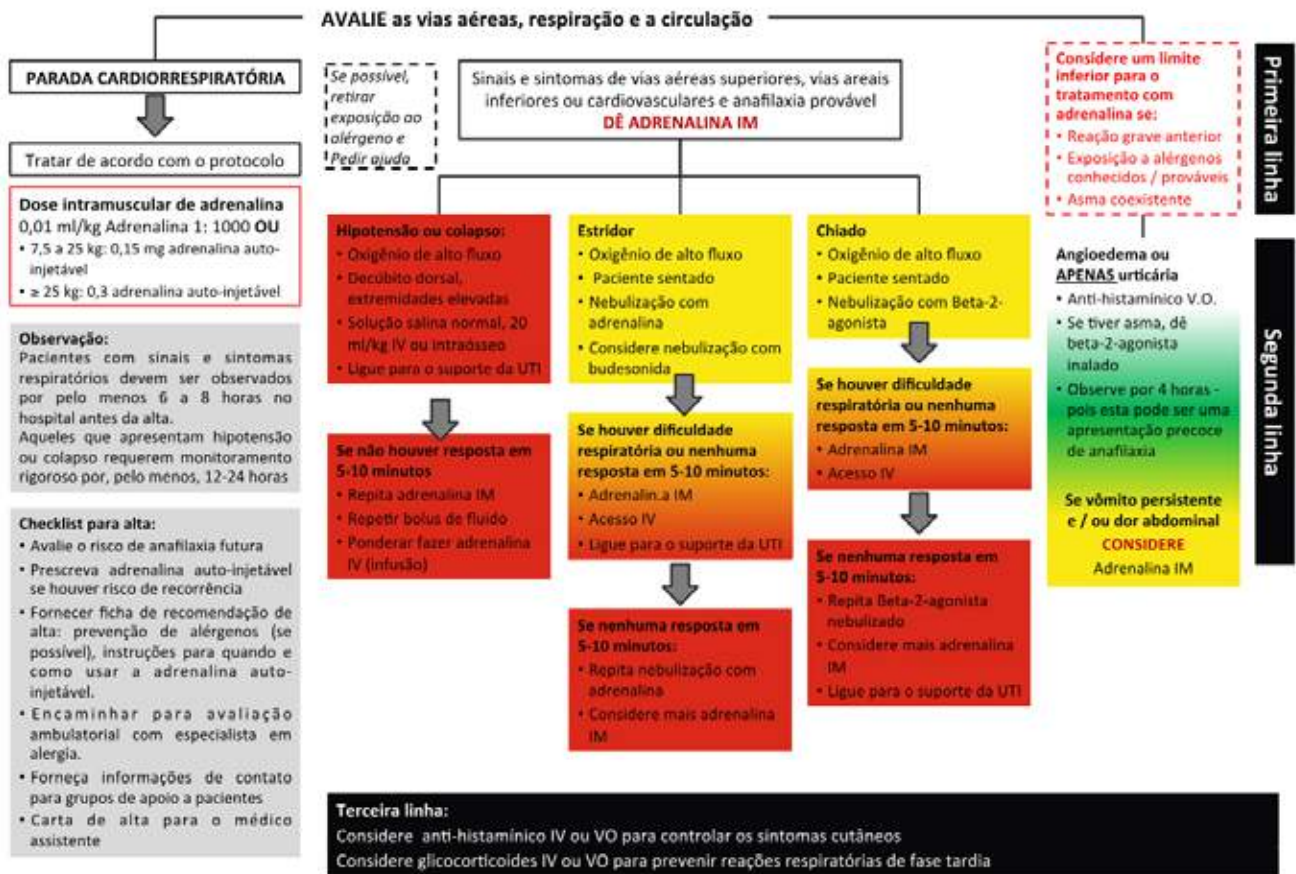 AVALIE as vias aéreas, respiração e a circulação
PARADA CARDIORRESPIRATÓRIA
Tratar de acordo com o protocolo
Dose intramuscular de adrenalina
0,01 ml/kg Adrenalina 1: 1000 OU
• 7,5 a 25 kg: 0,15 mg adrenalina auto-
injetável
• ≥ 25 kg: 0,3 adrenalina auto-injetável
Observação:
Pacientes com sinais e sintomas
respiratórios devem ser observados
por pelo menos 6 a 8 horas no
hospital antes da alta.
Aqueles que apresentam hipotensão
ou colapso requerem monitoramento
rigoroso por, pelo menos, 12-24 horas
Checklist para alta:
• Avalie o risco de anafilaxia futura
• Prescreva adrenalina auto-injetável
se houver risco de recorrência
• Fornecer ficha de recomendação de
alta: prevenção de alérgenos (se
possível), instruções para quando e
como usar a adrenalina auto-
injetável.
• Encaminhar para avaliação
ambulatorial com especialista em
alergia.
• Forneça informações de contato
para grupos de apoio a pacientes
• Carta de alta para o médico
assistente
Se possível,
retirar
exposição ao
alérgeno e
Pedir ajuda
Sinais e sintomas de vias aéreas superiores, vias areais
inferiores ou cardiovasculares e anafilaxia provável
DÊ ADRENALINA IM
Hipotensão ou colapso:
• Oxigênio de alto fluxo
• Decúbito dorsal,
extremidades elevadas
• Solução salina normal, 20
ml/kg IV ou intraósseo
• Ligue para o suporte da UTI
Se não houver resposta em
5-10 minutos
• Repita adrenalina IM
• Repetir bolus de fluido
• Ponderar fazer adrenalina
IV (infusão)
Estridor
• Oxigênio de alto fluxo
• Paciente sentado
• Nebulização com
adrenalina
• Considere nebulização com
budesonida
Se houver dificuldade
respiratória ou nenhuma
resposta em 5-10 minutos:
• Adrenalin.a IM
• Acesso IV
• Ligue para o suporte da UTI
Se nenhuma resposta em
5-10 minutos:
• Repita nebulização com
adrenalina
• Considere mais adrenalina
IM
Chiado
• Oxigênio de alto fluxo
• Paciente sentado
• Nebulização com Beta-2-
agonista
Se houver dificuldade
respiratória ou nenhuma
resposta em 5-10 minutos:
• Adrenalina IM
• Acesso IV
Se nenhuma resposta em
5-10 minutos:
• Repita Beta-2-agonista
nebulizado
• Considere mais adrenalina
IM
• Ligue para o suporte da UTI
Considere um limite
inferior para o
tratamento com
adrenalina se:
• Reação grave anterior
• Exposição a alérgenos
conhecidos / prováveis
• Asma coexistente
Angioedema ou
APENAS urticária
• Anti-histamínico V.O.
• Se tiver asma, dê
beta-2-agonista
inalado
• Observe por 4 horas -
pois esta pode ser uma
apresentação precoce
de anafilaxia
Se vômito persistente
e / ou dor abdominal
CONSIDERE
Adrenalina IM
Primeira linha
Segunda linha
Terceira linha:
Considere anti-histamínico IV ou VO para controlar os sintomas cutâneos
Considere glicocorticoides IV ou VO para prevenir reações respiratórias de fase tardia